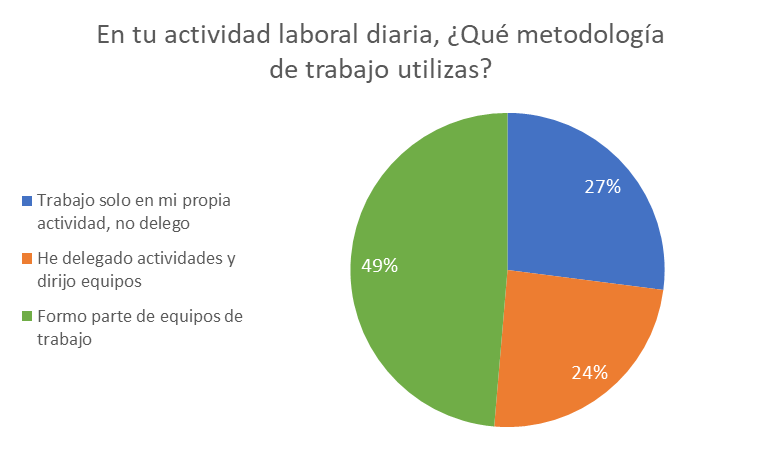 En tu actividad laboral diaria, ¿Qué metodología
de trabajo utilizas?
Trabajo solo en mi propia
actividad, no delego
He delegado actividades y
dirijo equipos
Formo parte de equipos de
trabajo
27%
49%
24%